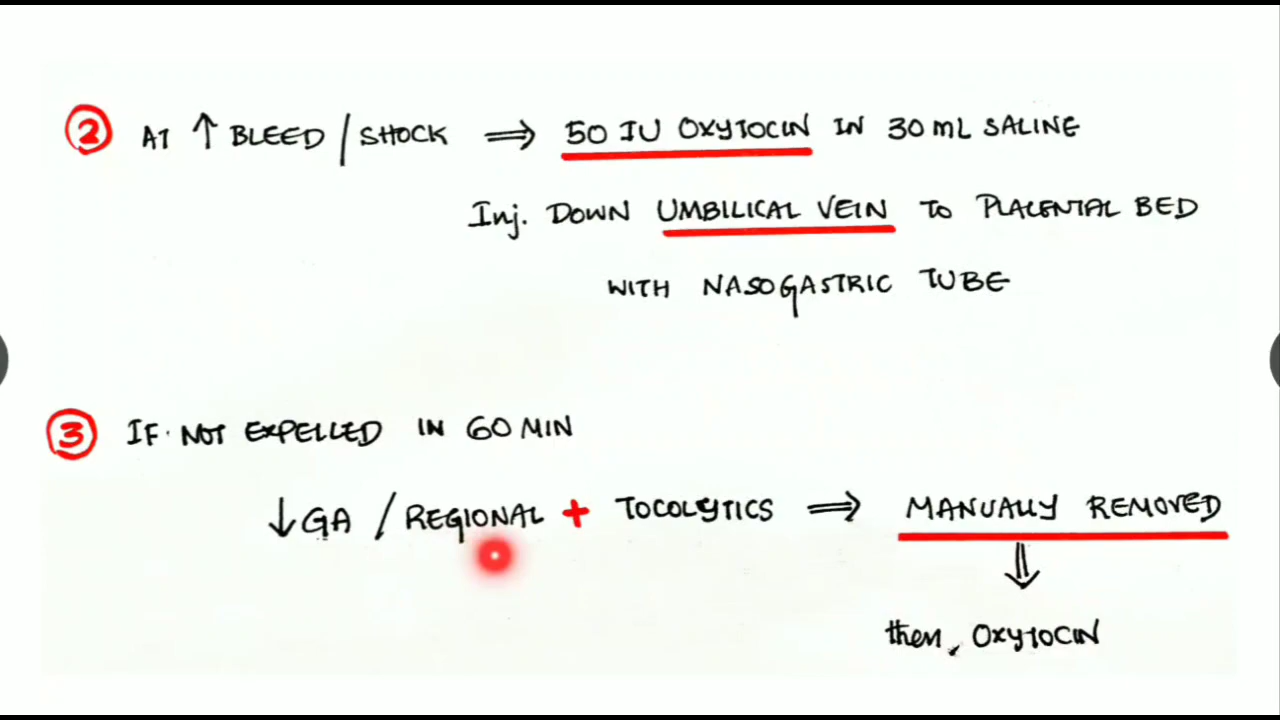 2 AT ↑ BLEED / SHOCK ⇒ 50 IU OXYTOCIN IN 30 ML SALINE
Inj. DOWN UMBILICAL VEIN TO PLACENTAL BED
WITH NASOGASTRIC TUBE
3 IF NOT EXPELLED IN 60 MIN
↓ GA / REGIONAL + TOCOLYTICS ⇒ MANUALLY REMOVED
⇓
then, OXYTOCIN